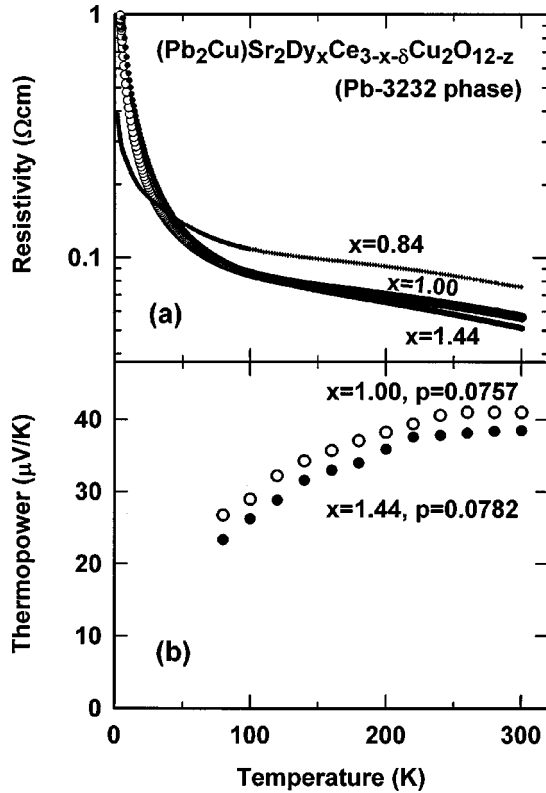 1
(Pb₂Cu)Sr₂DyₓCe₃₋ₓ₋δCu₂O₁₂₋z
(Pb-3232 phase)
Resistivity (Ωcm)
x=0.84
0.1
x=1.00
(a)
x=1.44
x=1.00, p=0.0757
40
Thermopower (μV/K)
30
x=1.44, p=0.0782
20
10
(b)
0
0
100
200
300
Temperature (K)